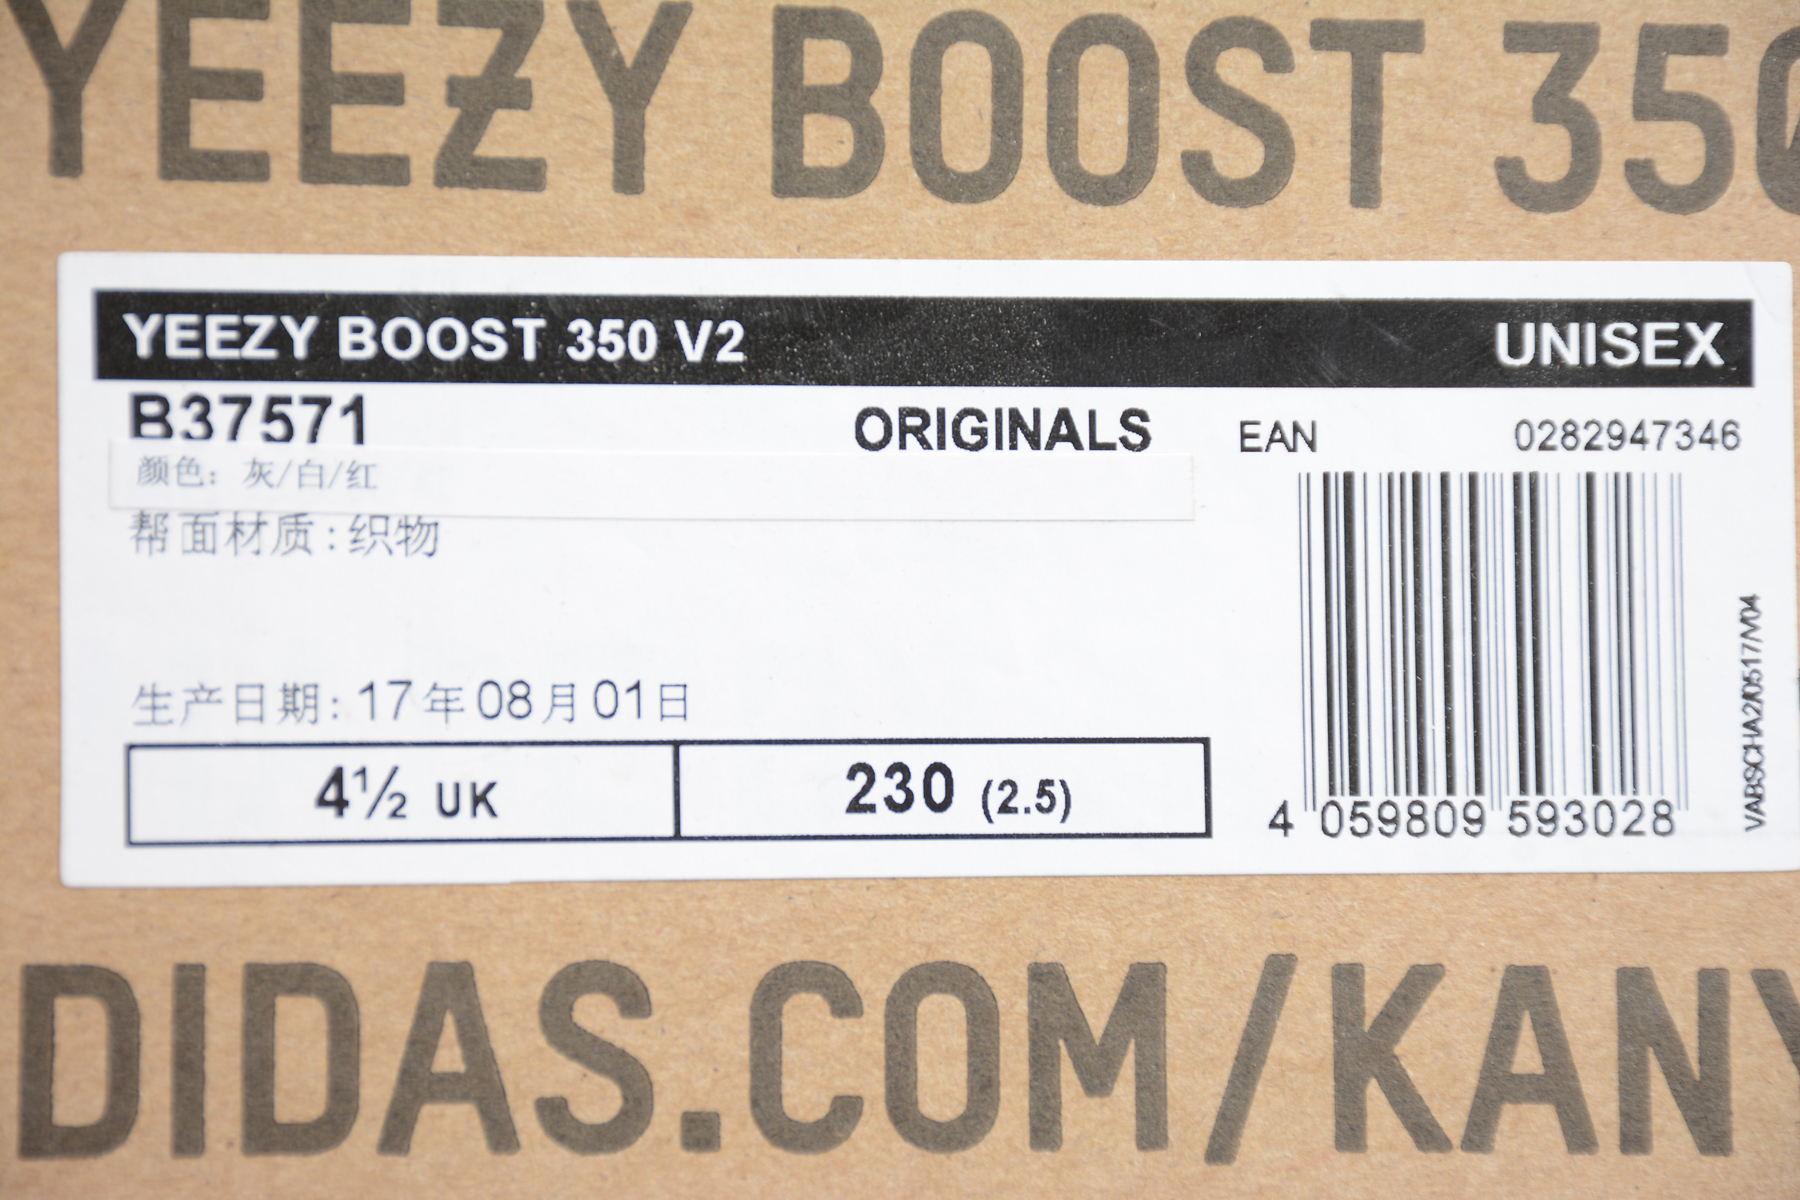 YEEZY BOOST 350
YEEZY BOOST 350 V2 UNISEX
B37571 ORIGINALS EAN 0282947346
颜色：灰/白/红
帮面材质：织物
生产日期：17年08月01日
4½ UK 230 (2.5)
4 059809 593028
VABSCHA2/0517/V04
DIDAS.COM/KANY